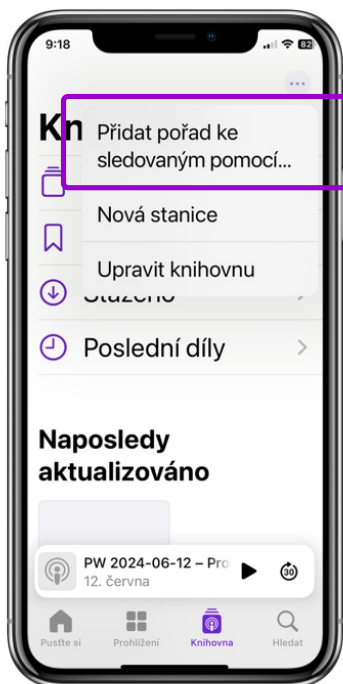 9:18
82
Kn
Přidat pořad ke
sledovaným pomocí...
Nová stanice
Upravit knihovnu
Staženo
Poslední díly
Naposledy
aktualizováno
PW 2024-06-12 – Pro
12. června
30
Pusťte si
Prohlížení
Knihovna
Hledat